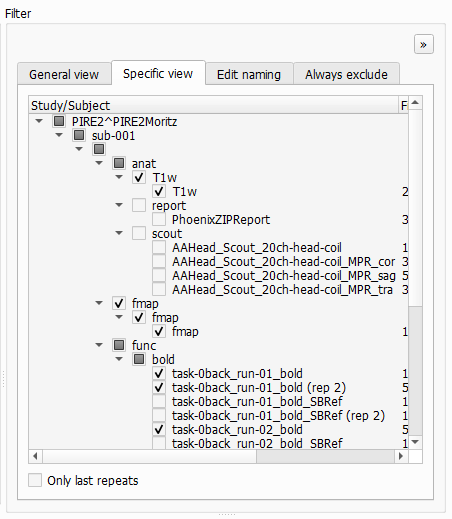 Filter
»
General view Specific view Edit naming Always exclude
Study/Subject F
PIRE2^PIRE2Moritz
sub-001
anat
T1w
T1w 2
report
PhoenixZIPReport 3
scout
AAHead_Scout_20ch-head-coil 1
AAHead_Scout_20ch-head-coil_MPR_cor 3
AAHead_Scout_20ch-head-coil_MPR_sag 5
AAHead_Scout_20ch-head-coil_MPR_tra 3
fmap
fmap
fmap 1
func
bold
task-0back_run-01_bold 1
task-0back_run-01_bold (rep 2) 5
task-0back_run-01_bold_SBRef 1
task-0back_run-01_bold_SBRef (rep 2) 1
task-0back_run-02_bold 5
task-0back_run-02_bold_SBRef 1
Only last repeats